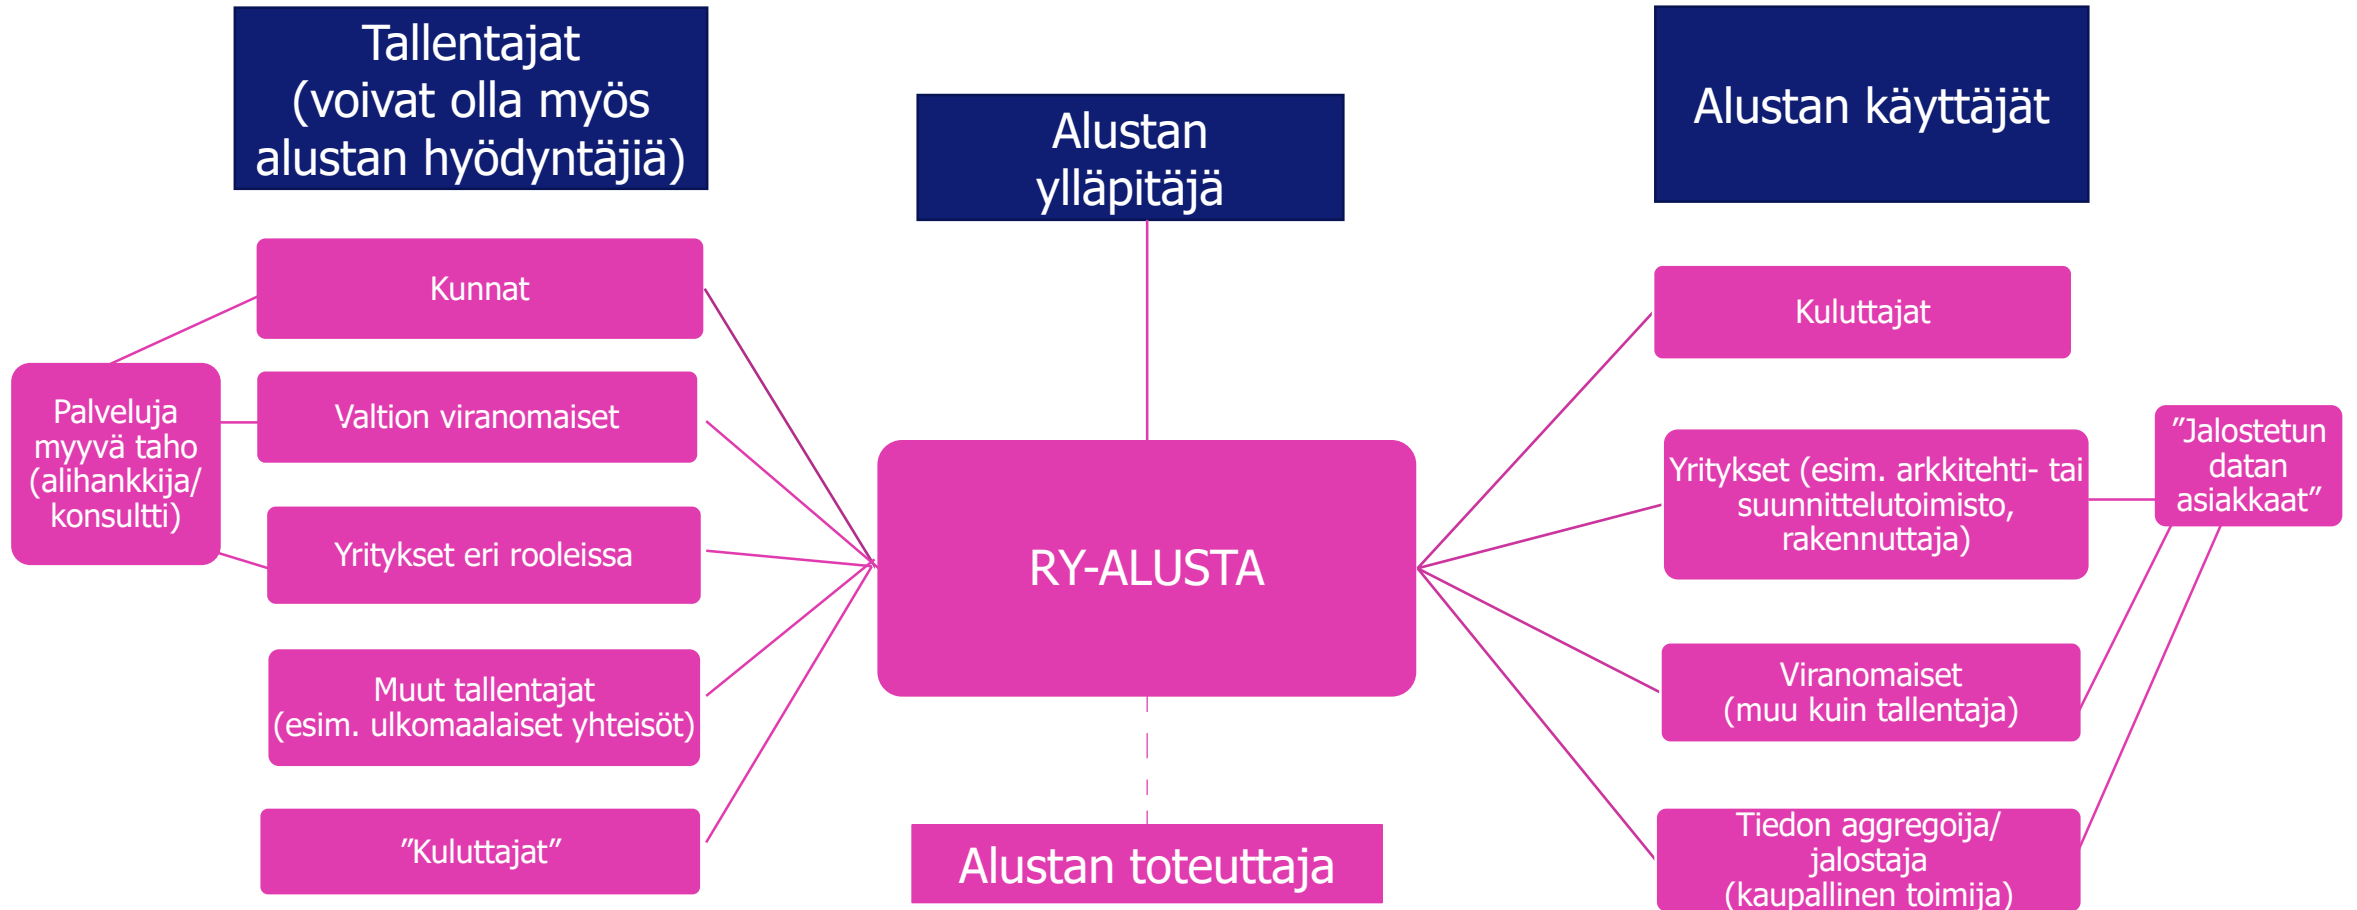 Tallentajat
(voivat olla myös
alustan hyödyntäjiä)
Alustan
ylläpitäjä
Alustan käyttäjät
Kunnat
Valtion viranomaiset
Yritykset eri rooleissa
Muut tallentajat
(esim. ulkomaalaiset yhteisöt)
”Kuluttajat”
Palveluja
myyvä taho
(alihankkija/
konsultti)
RY-ALUSTA
Alustan toteuttaja
Kuluttajat
Yritykset (esim. arkkitehti- tai
suunnittelutoimisto,
rakennuttaja)
Viranomaiset
(muu kuin tallentaja)
Tiedon aggregoija/
jalostaja
(kaupallinen toimija)
”Jalostetun
datan
asiakkaat”